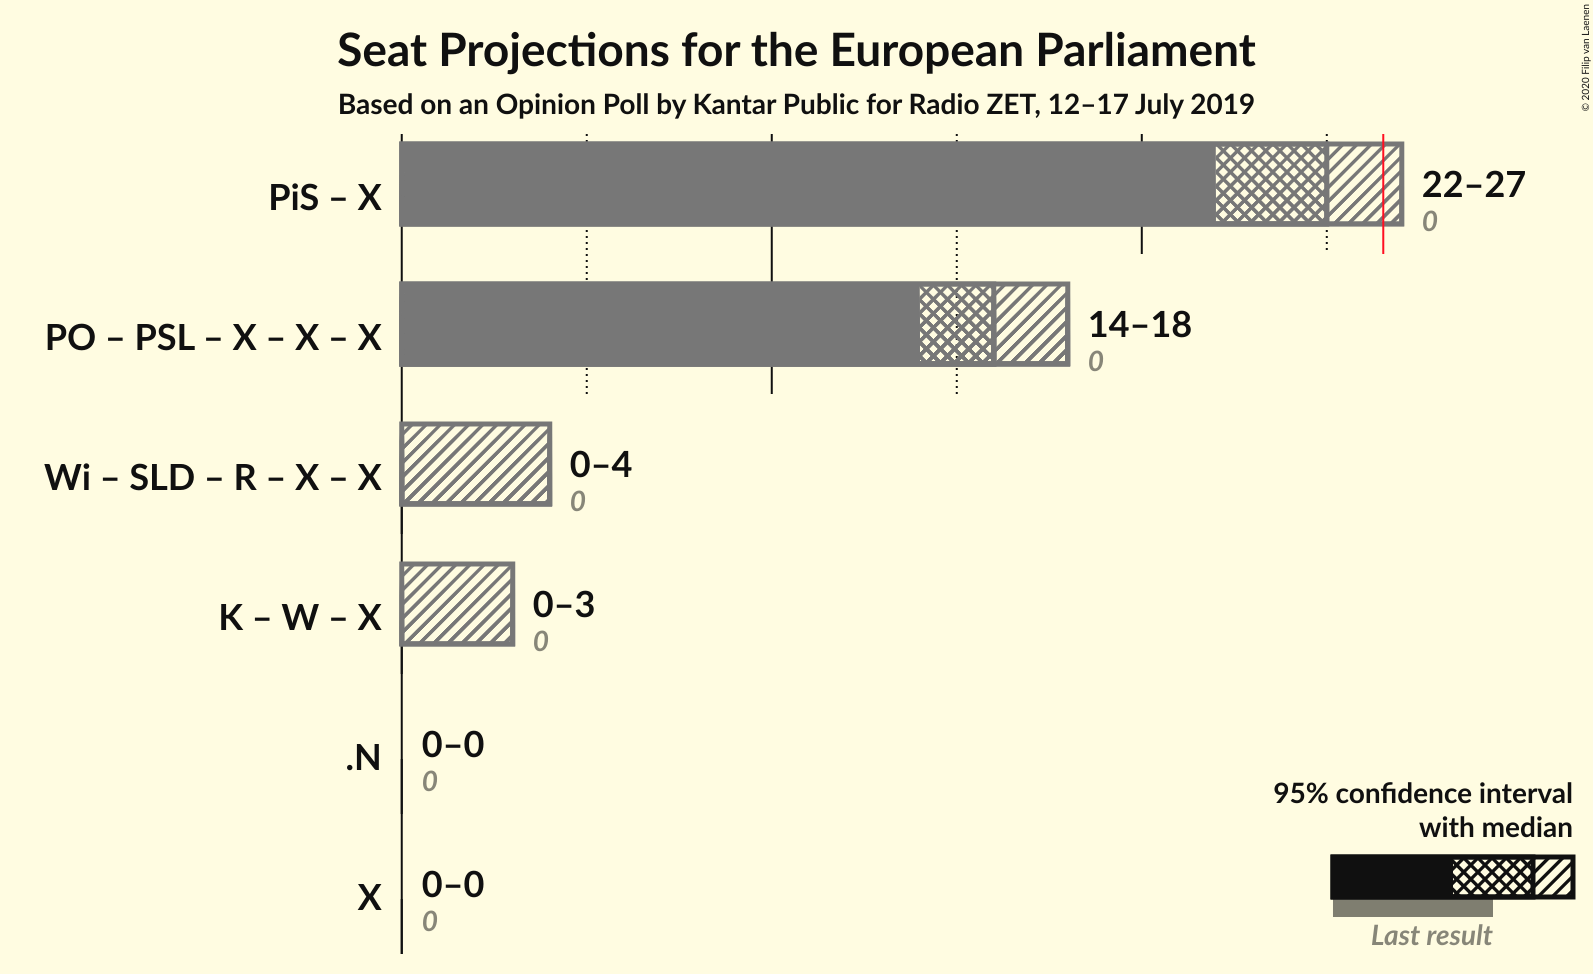 Seat Projections for the European Parliament
Based on an Opinion Poll by Kantar Public for Radio ZET, 12–17 July 2019
© 2020 Filip van Laenen
PiS – X
22–27
0
PO – PSL – X – X – X
14–18
0
Wi – SLD – R – X – X
0–4
0
K – W – X
0–3
0
.N
0–0
0
X
0–0
0
95% confidence interval
with median
Last result